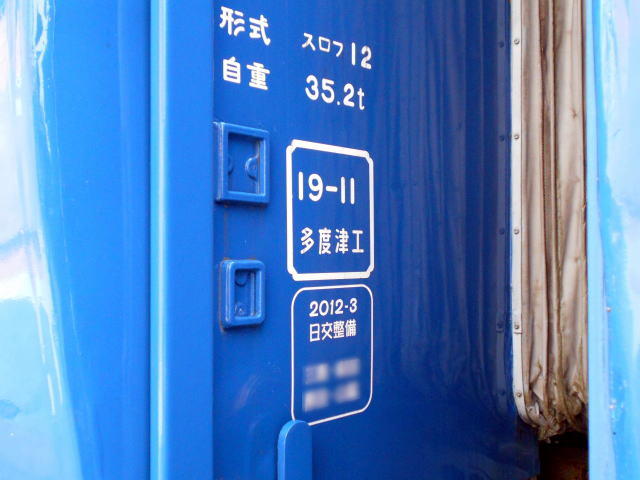 形式 スロフ12
自重 35.2t
19-11
多度津工
2012-3
日交整備